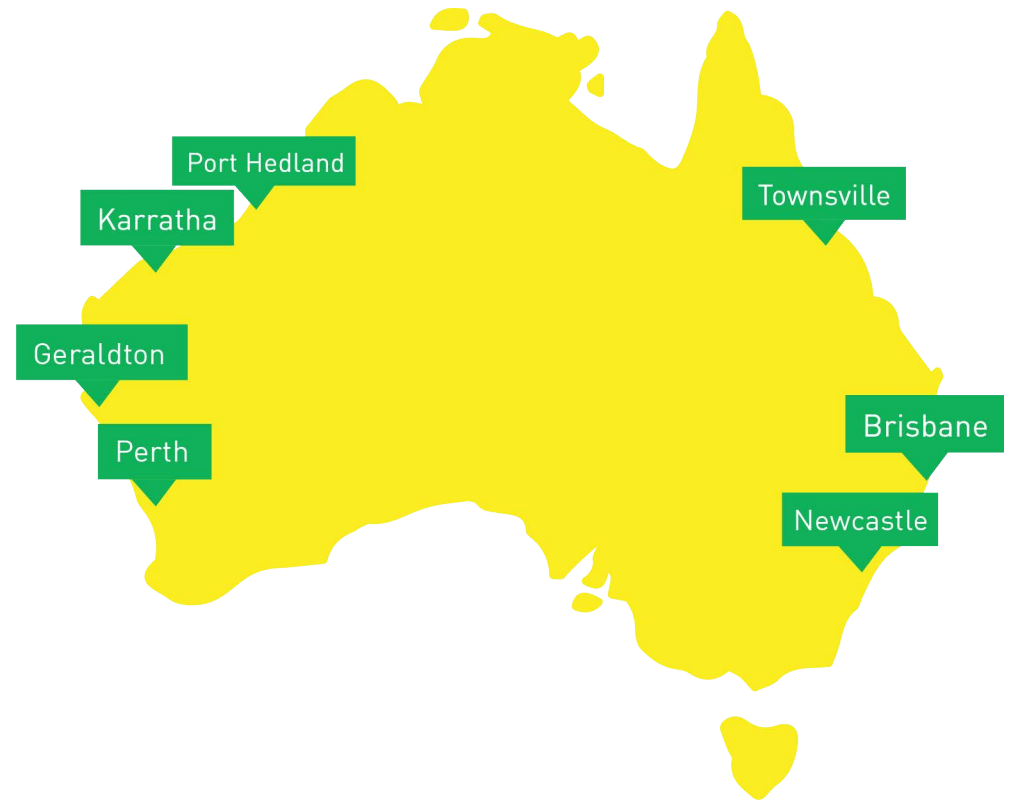 Port Hedland
Townsville
Karratha
Geraldton
Brisbane
Perth
Newcastle